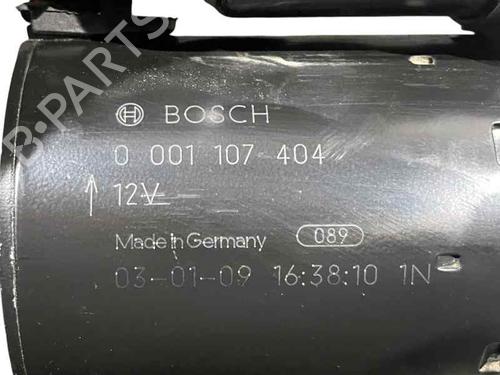 BOSCH
0 001 107 404
12V
Made in Germany 089
03-01-09 16:38:10 1N
B-PARTS